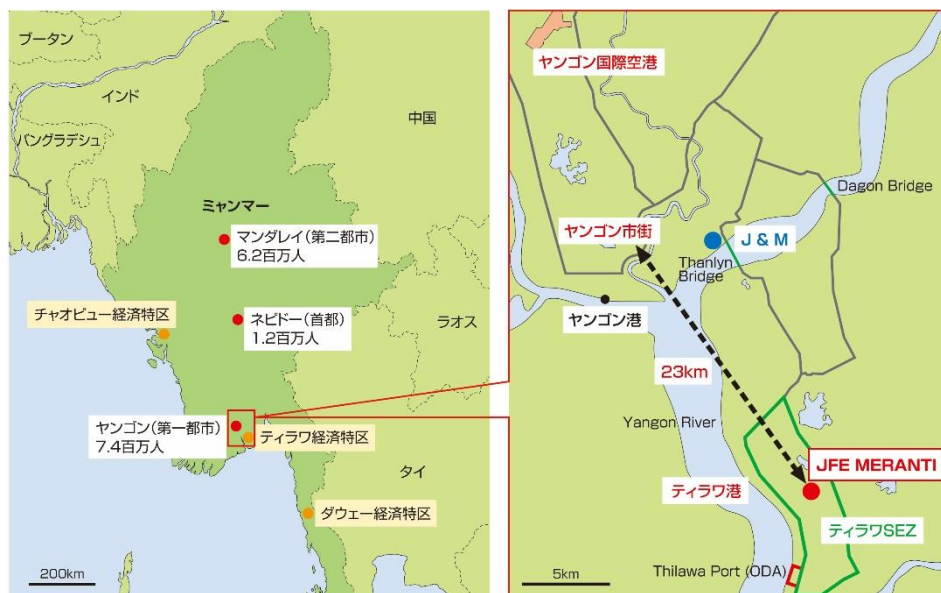 ブータン
インド
バングラデシュ
中国
ミャンマー
マンダレイ（第二都市）
6.2百万人
ネピドー（首都）
1.2百万人
チャオピュー経済特区
ラオス
ヤンゴン（第一都市）
7.4百万人
ティラワ経済特区
タイ
ダウェー経済特区
200km
ヤンゴン国際空港
Dagon Bridge
ヤンゴン市街
J & M
Thanlyn
Bridge
ヤンゴン港
23km
Yangon River
JFE MERANTI
ティラワ港
ティラワSEZ
Thilawa Port (ODA)
5km